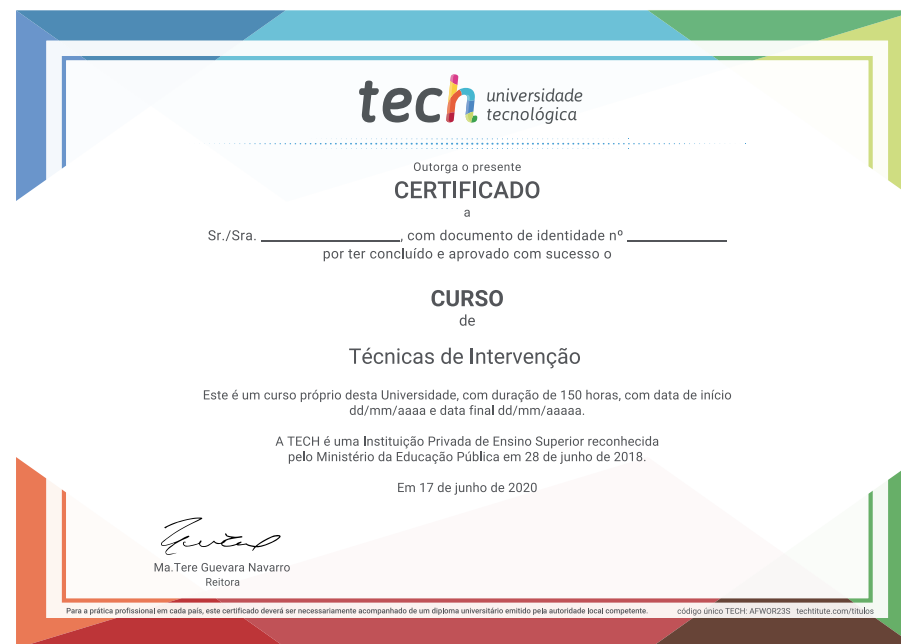 tech universidade
tecnológica
Outorga o presente
CERTIFICADO
a
Sr./Sra. ____________________, com documento de identidade nº ______________
por ter concluído e aprovado com sucesso o
CURSO
de
Técnicas de Intervenção
Este é um curso próprio desta Universidade, com duração de 150 horas, com data de início
dd/mm/aaaa e data final dd/mm/aaaaa.
A TECH é uma Instituição Privada de Ensino Superior reconhecida
pelo Ministério da Educação Pública em 28 de junho de 2018.
Em 17 de junho de 2020
Ma.Tere Guevara Navarro
Reitora
Para a prática profissional em cada país, este certificado deverá ser necessariamente acompanhado de um diploma universitário emitido pela autoridade local competente. código único TECH: AFWOR23S techtitute.com/titulos